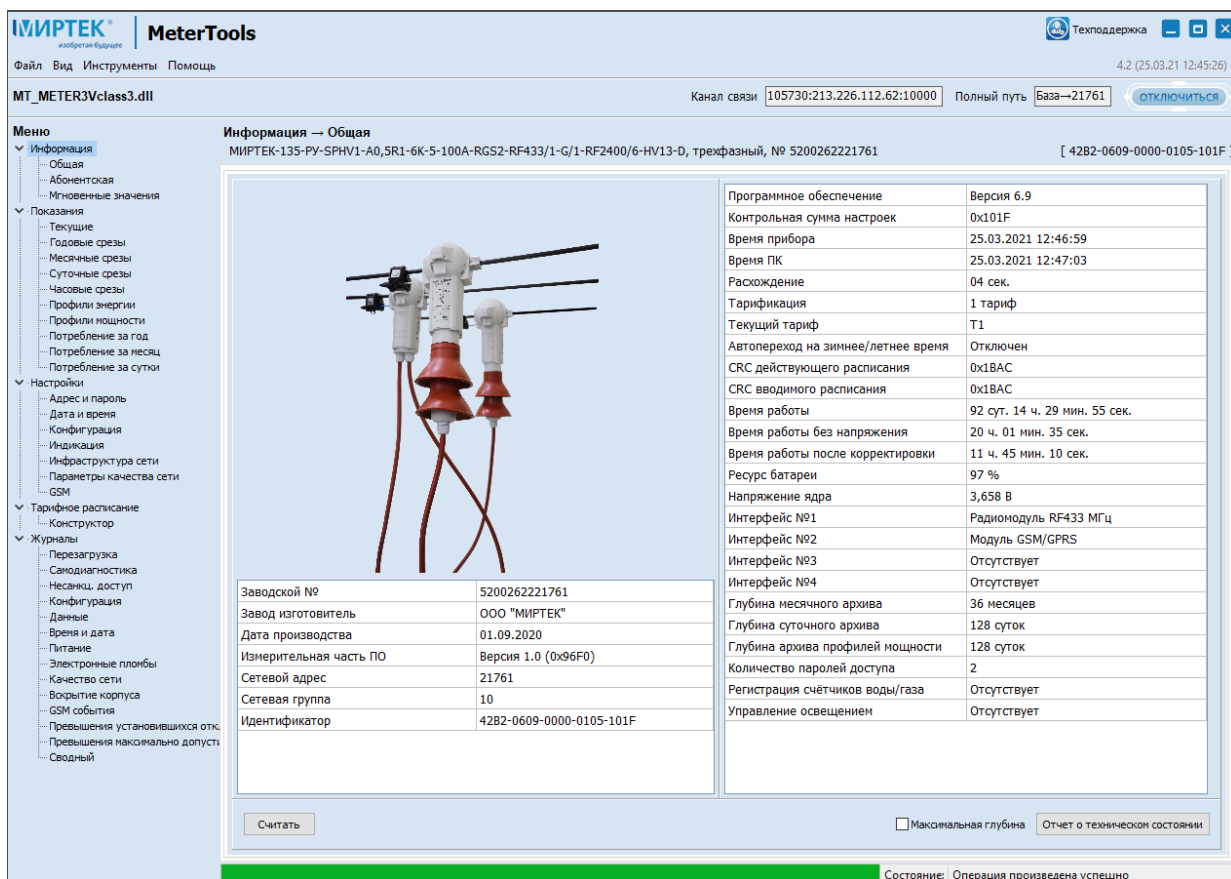 МИРТЕК
изобретая будущее
MeterTools
Техподдержка
Файл Вид Инструменты Помощь
4.2 (25.03.21 12:45:26)
MT_METER3Vclass3.dll
Канал связи 105730:213.226.112.62:10000 Полный путь База→21761 ОТКЛЮЧИТЬСЯ
Меню
Информация
Общая
Абонентская
Мгновенные значения
Показания
Текущие
Годовые срезы
Месячные срезы
Суточные срезы
Часовые срезы
Профили энергии
Профили мощности
Потребление за год
Потребление за месяц
Потребление за сутки
Настройки
Адрес и пароль
Дата и время
Конфигурация
Индикация
Инфраструктура сети
Параметры качества сети
GSM
Тарифное расписание
Конструктор
Журналы
Перезагрузка
Самодиагностика
Несанкц. доступ
Конфигурация
Данные
Время и дата
Питание
Электронные пломбы
Качество сети
Вскрытие корпуса
GSM события
Превышения установившихся отк
Превышения максимально допусти
Сводный
Информация → Общая
МИРТЕК-135-РУ-SPHV1-A0,5R1-6K-5-100A-RGS2-RF433/1-G/1-RF2400/6-HV13-D, трехфазный, № 5200262221761 [ 42B2-0609-0000-0105-101F ]
Заводской № 5200262221761
Завод изготовитель ООО "МИРТЕК"
Дата производства 01.09.2020
Измерительная часть ПО Версия 1.0 (0x96F0)
Сетевой адрес 21761
Сетевая группа 10
Идентификатор 42B2-0609-0000-0105-101F
Программное обеспечение Версия 6.9
Контрольная сумма настроек 0x101F
Время прибора 25.03.2021 12:46:59
Время ПК 25.03.2021 12:47:03
Расхождение 04 сек.
Тарификация 1 тариф
Текущий тариф T1
Автопереход на зимнее/летнее время Отключен
CRC действующего расписания 0x1BAC
CRC вводимого расписания 0x1BAC
Время работы 92 сут. 14 ч. 29 мин. 55 сек.
Время работы без напряжения 20 ч. 01 мин. 35 сек.
Время работы после корректировки 11 ч. 45 мин. 10 сек.
Ресурс батареи 97 %
Напряжение ядра 3,658 В
Интерфейс №1 Радиомодуль RF433 МГц
Интерфейс №2 Модуль GSM/GPRS
Интерфейс №3 Отсутствует
Интерфейс №4 Отсутствует
Глубина месячного архива 36 месяцев
Глубина суточного архива 128 суток
Глубина архива профилей мощности 128 суток
Количество паролей доступа 2
Регистрация счётчиков воды/газа Отсутствует
Управление освещением Отсутствует
Считать
Максимальная глубина Отчет о техническом состоянии
Состояние: Операция произведена успешно